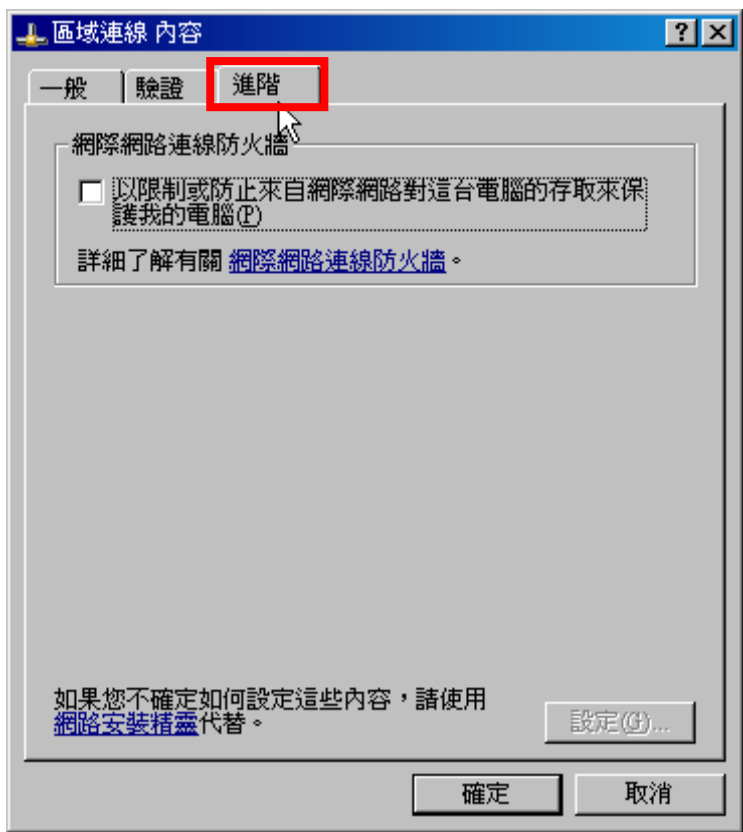 區域連線 內容
一般
驗證
進階
網際網路連線防火牆
以限制或防止來自網際網路對這台電腦的存取來保
護我的電腦(P)
詳細了解有關 網際網路連線防火牆。
如果您不確定如何設定這些內容，請使用
網路安裝精靈代替。
設定(G)...
確定
取消